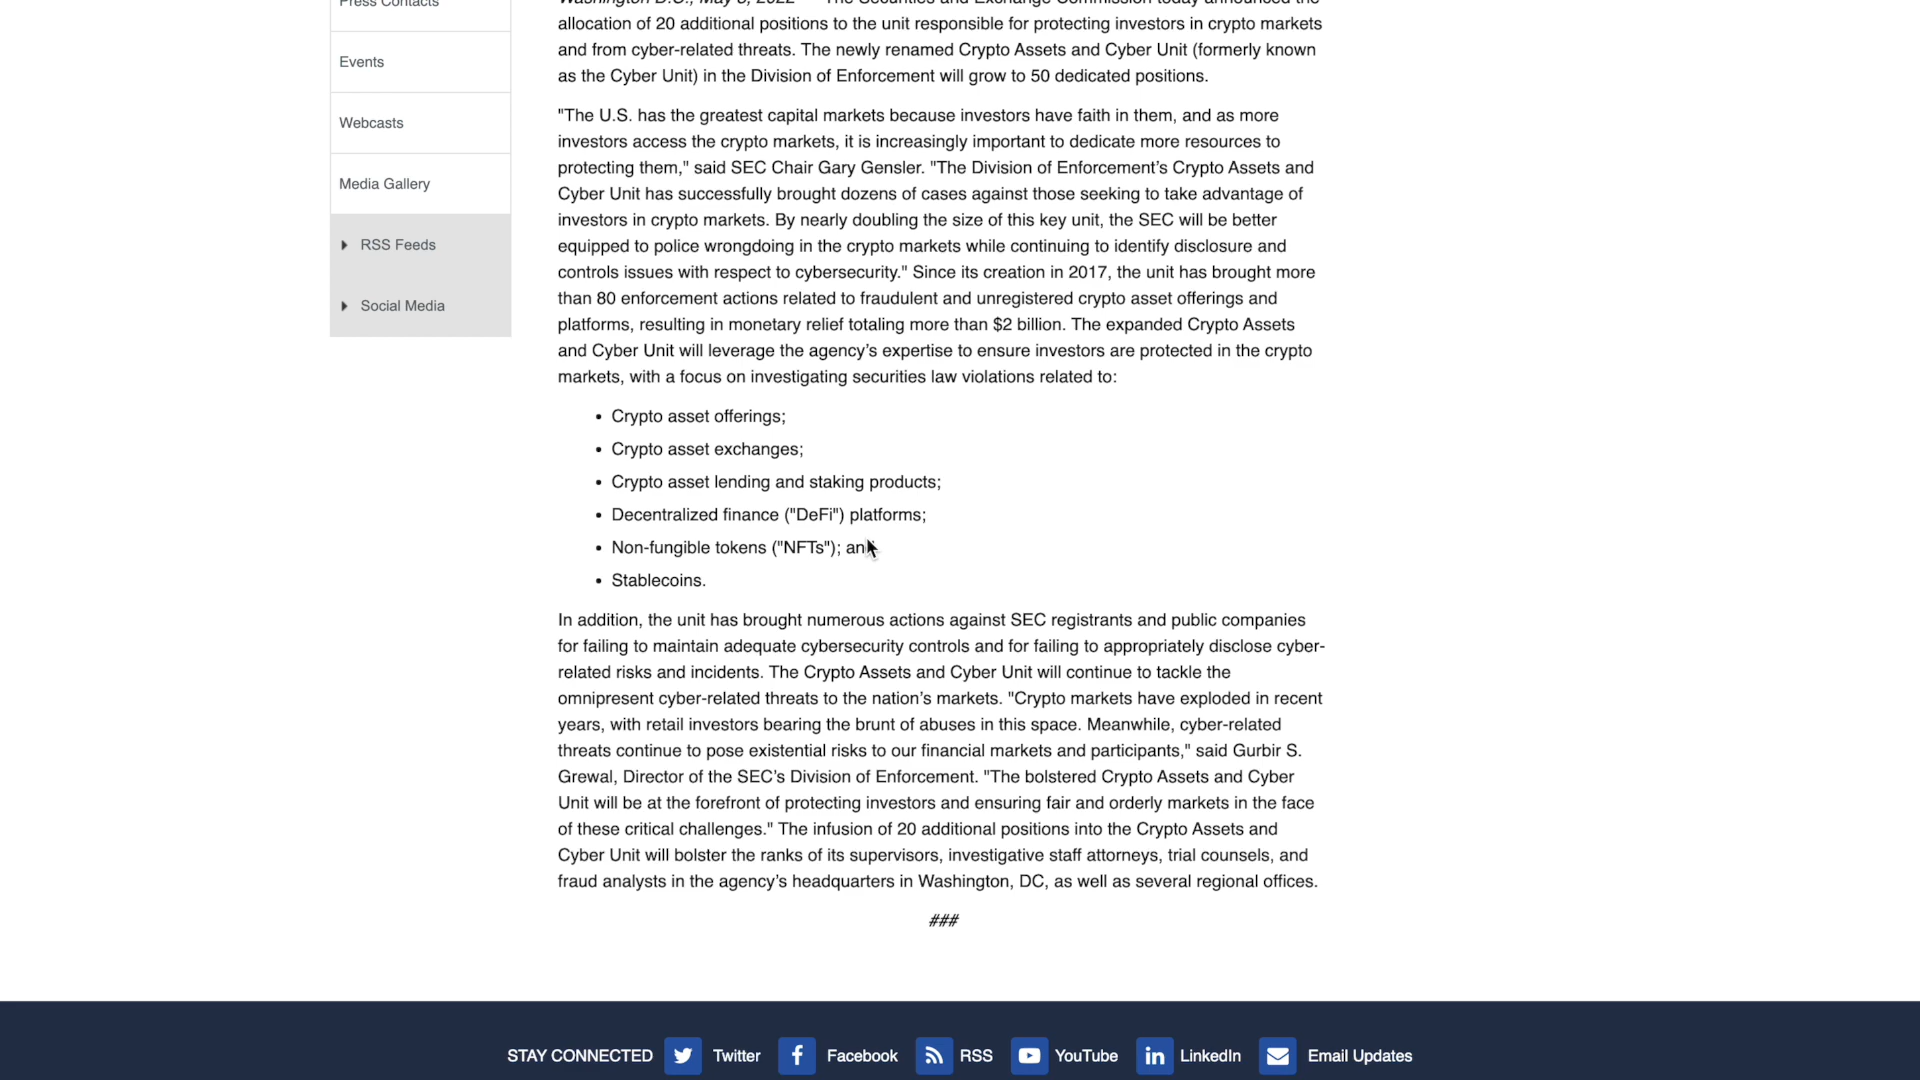 Press Contacts
Events
Webcasts
Media Gallery
RSS Feeds
Social Media
Washington D.C., May 3, 2022 — The Securities and Exchange Commission today announced the
allocation of 20 additional positions to the unit responsible for protecting investors in crypto markets
and from cyber-related threats. The newly renamed Crypto Assets and Cyber Unit (formerly known
as the Cyber Unit) in the Division of Enforcement will grow to 50 dedicated positions.
"The U.S. has the greatest capital markets because investors have faith in them, and as more
investors access the crypto markets, it is increasingly important to dedicate more resources to
protecting them," said SEC Chair Gary Gensler. "The Division of Enforcement’s Crypto Assets and
Cyber Unit has successfully brought dozens of cases against those seeking to take advantage of
investors in crypto markets. By nearly doubling the size of this key unit, the SEC will be better
equipped to police wrongdoing in the crypto markets while continuing to identify disclosure and
controls issues with respect to cybersecurity." Since its creation in 2017, the unit has brought more
than 80 enforcement actions related to fraudulent and unregistered crypto asset offerings and
platforms, resulting in monetary relief totaling more than $2 billion. The expanded Crypto Assets
and Cyber Unit will leverage the agency’s expertise to ensure investors are protected in the crypto
markets, with a focus on investigating securities law violations related to:
• Crypto asset offerings;
• Crypto asset exchanges;
• Crypto asset lending and staking products;
• Decentralized finance ("DeFi") platforms;
• Non-fungible tokens ("NFTs"); and
• Stablecoins.
In addition, the unit has brought numerous actions against SEC registrants and public companies
for failing to maintain adequate cybersecurity controls and for failing to appropriately disclose cyber-
related risks and incidents. The Crypto Assets and Cyber Unit will continue to tackle the
omnipresent cyber-related threats to the nation’s markets. "Crypto markets have exploded in recent
years, with retail investors bearing the brunt of abuses in this space. Meanwhile, cyber-related
threats continue to pose existential risks to our financial markets and participants," said Gurbir S.
Grewal, Director of the SEC’s Division of Enforcement. "The bolstered Crypto Assets and Cyber
Unit will be at the forefront of protecting investors and ensuring fair and orderly markets in the face
of these critical challenges." The infusion of 20 additional positions into the Crypto Assets and
Cyber Unit will bolster the ranks of its supervisors, investigative staff attorneys, trial counsels, and
fraud analysts in the agency’s headquarters in Washington, DC, as well as several regional offices.
###
STAY CONNECTED Twitter Facebook RSS YouTube LinkedIn Email Updates